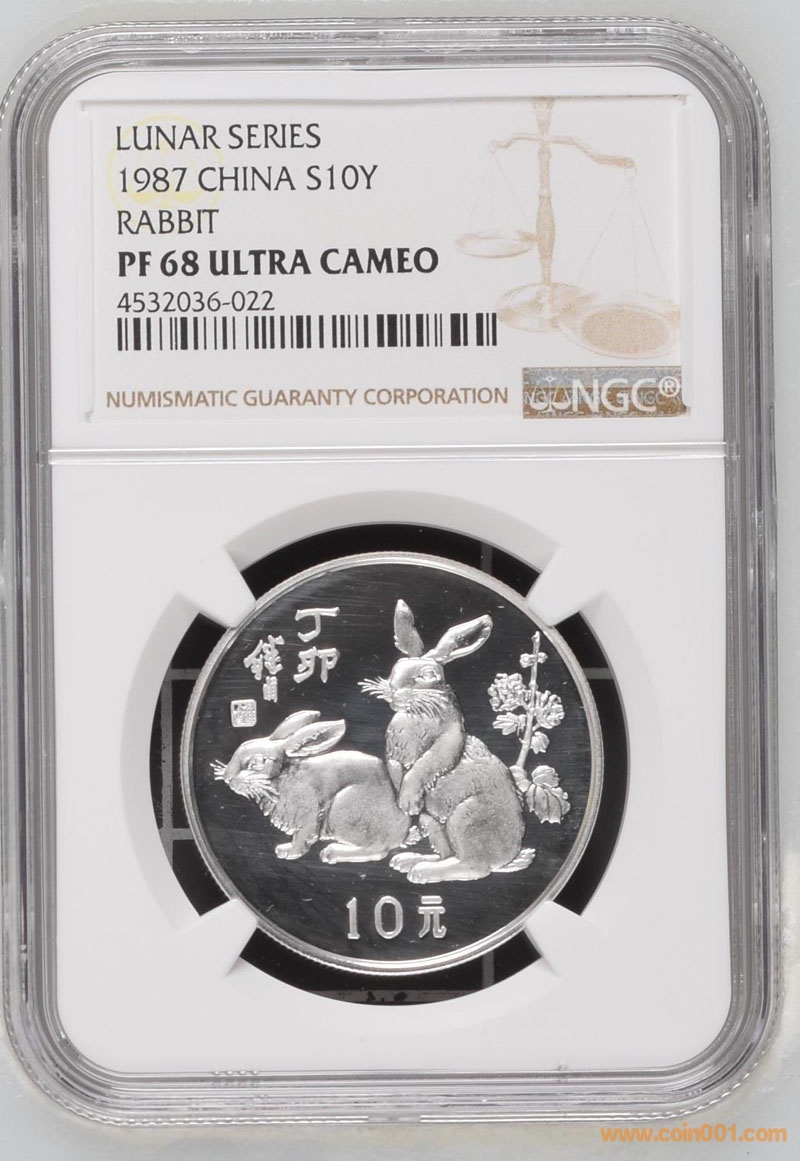 LUNAR SERIES
1987 CHINA S10Y
RABBIT
PF 68 ULTRA CAMEO
4532036-022
NUMISMATIC GUARANTY CORPORATION
NGC®
丁卯
10元
www.coin001.com